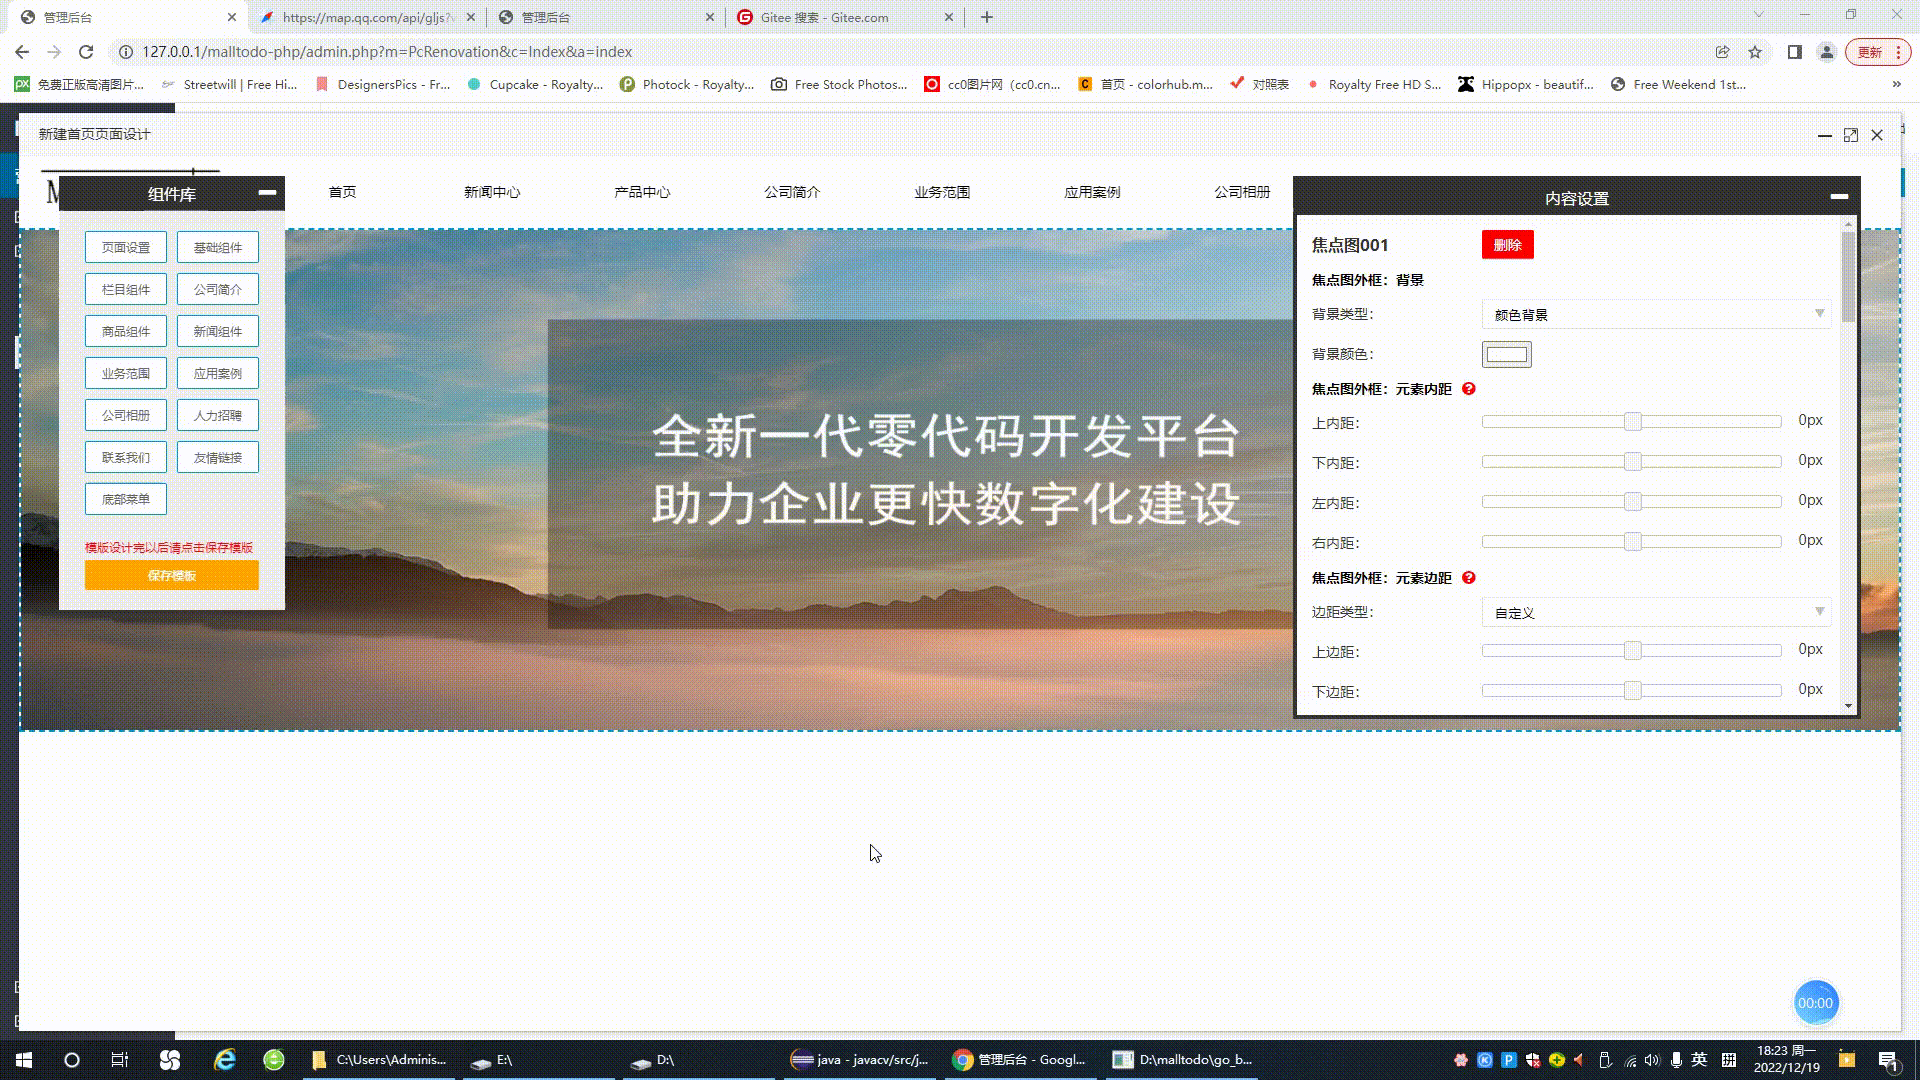 管理后台
https://map.qq.com/api/gljs?v
管理后台
Gitee 搜索 - Gitee.com
127.0.0.1/malltodo-php/admin.php?m=PcRenovation&c=Index&a=index
更新
免费正版高清图片...
Streetwill | Free Hi...
DesignersPics - Fr...
Cupcake - Royalty...
Photock - Royalty...
Free Stock Photos...
cc0图片网（cc0.cn...
首页 - colorhub.m...
对照表
Royalty Free HD S...
Hippopx - beautif...
Free Weekend 1st...
新建首页页面设计
首页
新闻中心
产品中心
公司简介
业务范围
应用案例
公司相册
组件库
页面设置
基础组件
栏目组件
公司简介
商品组件
新闻组件
业务范围
应用案例
公司相册
人力招聘
联系我们
友情链接
底部菜单
模版设计完以后请点击保存模版
保存模板
全新一代零代码开发平台
助力企业更快数字化建设
内容设置
焦点图001
删除
焦点图外框：背景
背景类型：
颜色背景
背景颜色：
焦点图外框：元素内距
上内距：
0px
下内距：
0px
左内距：
0px
右内距：
0px
焦点图外框：元素边距
边距类型：
自定义
上边距：
0px
下边距：
0px
00:00
C:\Users\Adminis...
E:\
D:\
java - javacv/src/j...
管理后台 - Googl...
D:\malltodo\go_b...
英
拼
18:23 周一
2022/12/19
1